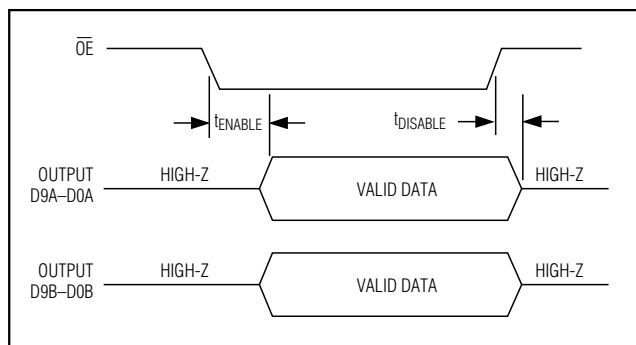 OE
tENABLE
tDISABLE
OUTPUT
D9A–D0A
HIGH-Z
VALID DATA
HIGH-Z
OUTPUT
D9B–D0B
HIGH-Z
VALID DATA
HIGH-Z